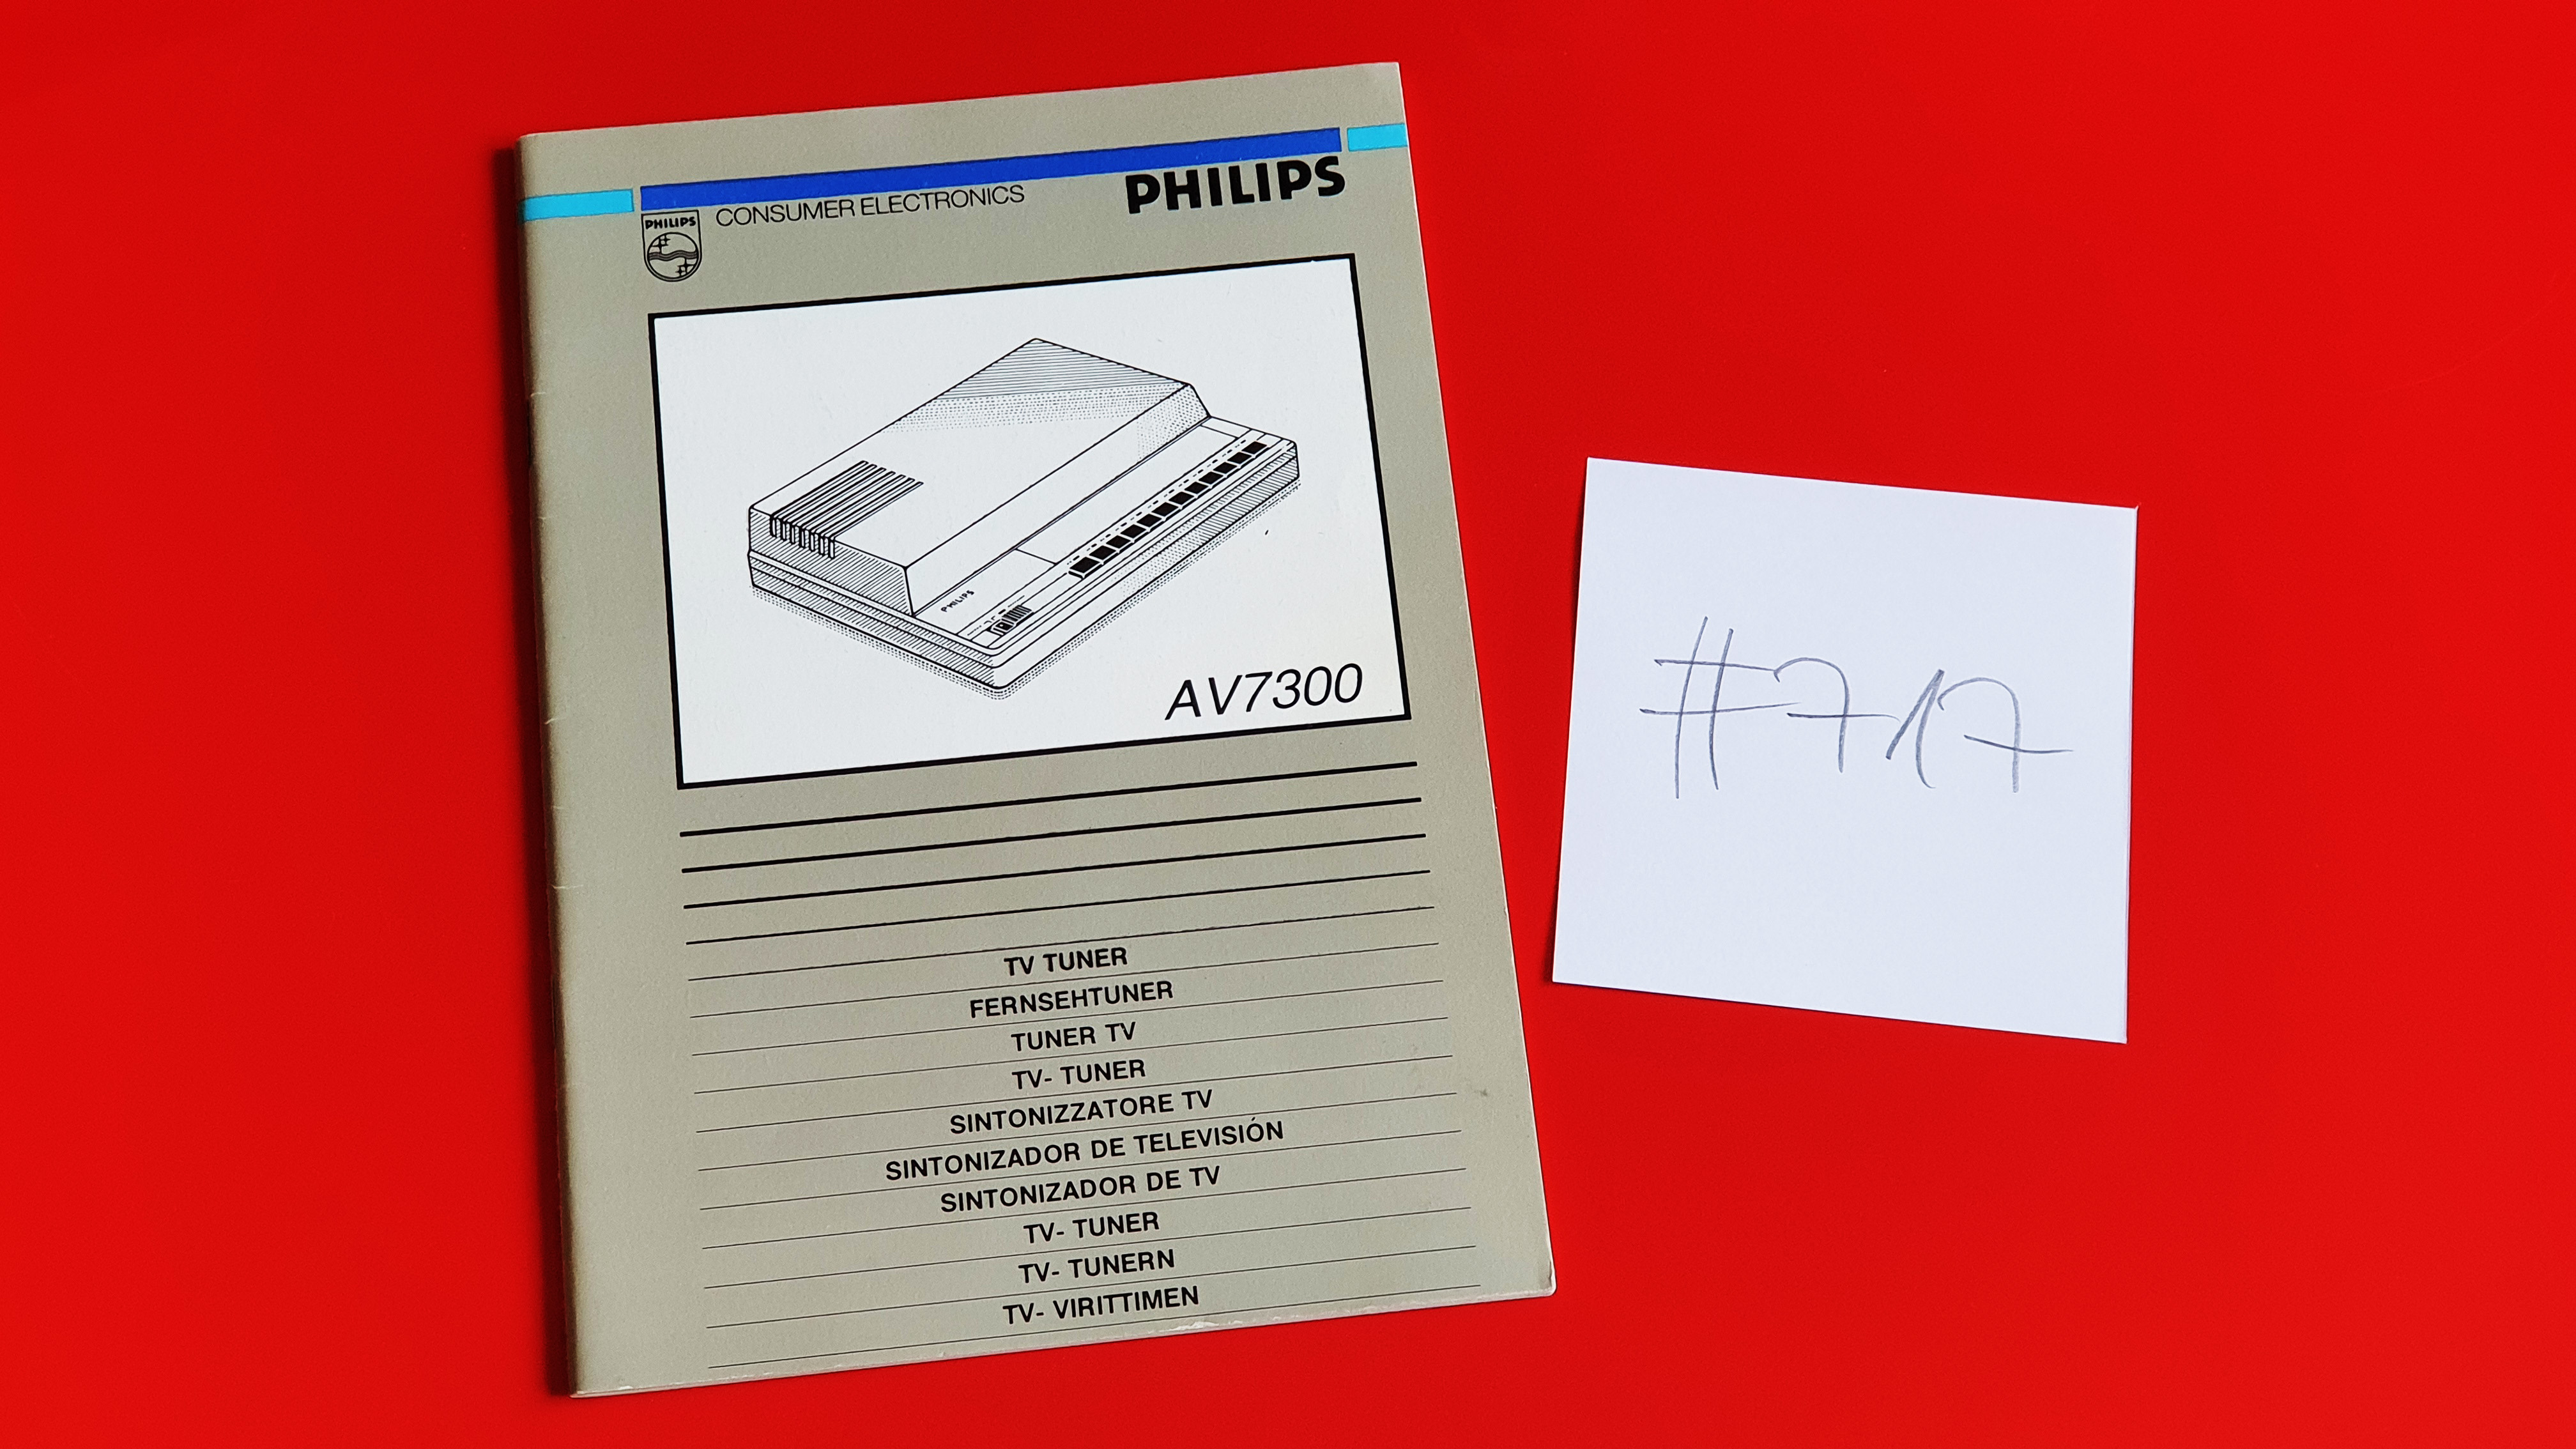 CONSUMER ELECTRONICS
PHILIPS
PHILIPS
PHILIPS
AV7300
TV TUNER
FERNSEHTUNER
TUNER TV
TV- TUNER
SINTONIZZATORE TV
SINTONIZADOR DE TELEVISIÓN
SINTONIZADOR DE TV
TV- TUNER
TV- TUNERN
TV- VIRITTIMEN
#717